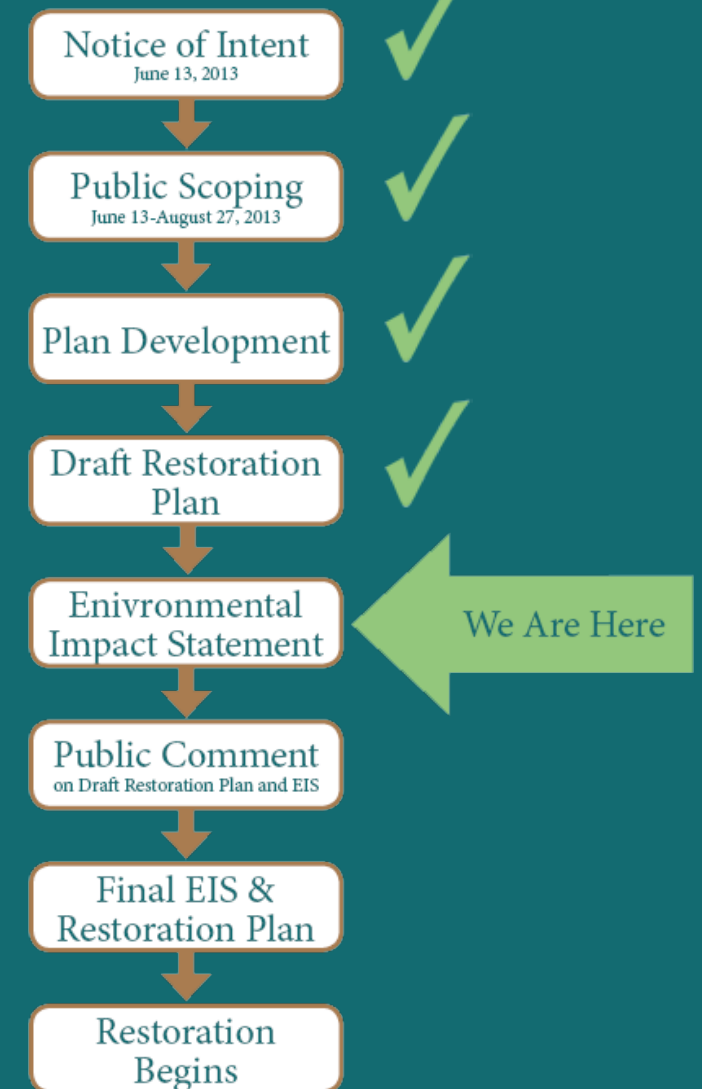 Notice of Intent
June 13, 2013
Public Scoping
June 13-August 27, 2013
Plan Development
Draft Restoration
Plan
Enivronmental
Impact Statement
We Are Here
Public Comment
on Draft Restoration Plan and EIS
Final EIS &
Restoration Plan
Restoration
Begins